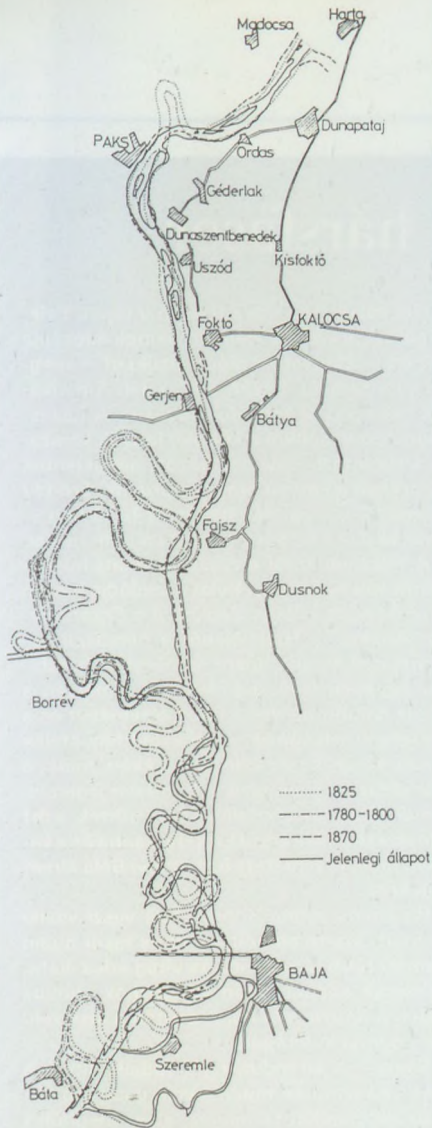 Madocsa
Harta
PAKS
Dunapataj
Ordas
Géderlak
Dunaszentbenedek
Kisfoktő
Uszód
Foktő
KALOCSA
Gerjen
Bátya
Fajsz
Dusnok
Borrév
1825
1780-1800
1870
Jelenlegi állapot
BAJA
Szeremle
Báta